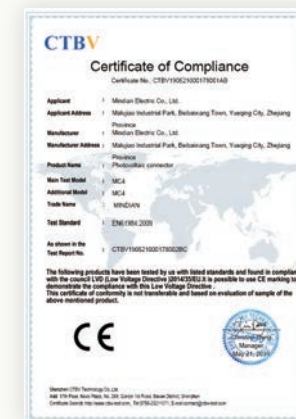 CTBV
Certificate of Compliance
Certificate No.: CTBV190521000178001AB
Applicant : Mindian Electric Co., Ltd.
Applicant Address : Industrial Park, Beibaixiang Town, Yueqing City, Zhejiang
Province
Manufacturer : Mindian Electric Co., Ltd.
Manufacturer Address : Industrial Park, Beibaixiang Town, Yueqing City, Zhejiang
Province
Product Name : Photovoltaic connector
Main Test Model : MC4
Additional Model : MC4
Trade Name : MINDIAN
Test Standard :
As shown in the
Test Report No. : CTBV190521000178002BC
The following products have been tested by us with listed standards and found in complian
with the council LVD (Low Voltage Directive )2014/35/EU.It is possible to use CE marking to
demonstrate the compliance with this Low Voltage Directive .
This certificate of conformity is not transferable and based on evaluation of sample of the
above mentioned product.
CE
Manager
May 21, 2019
Shenzhen CTBV Technology Co.,Ltd.